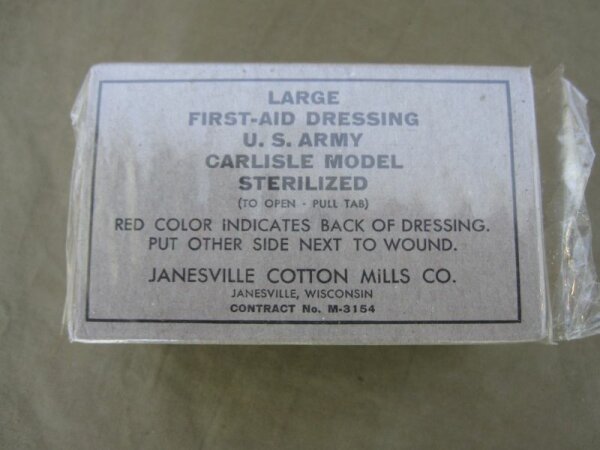 LARGE
FIRST-AID DRESSING
U. S. ARMY
CARLISLE MODEL
STERILIZED
(TO OPEN - PULL TAB)
RED COLOR INDICATES BACK OF DRESSING.
PUT OTHER SIDE NEXT TO WOUND.
JANESVILLE COTTON MILLS CO.
JANESVILLE, WISCONSIN
CONTRACT No. M-3154